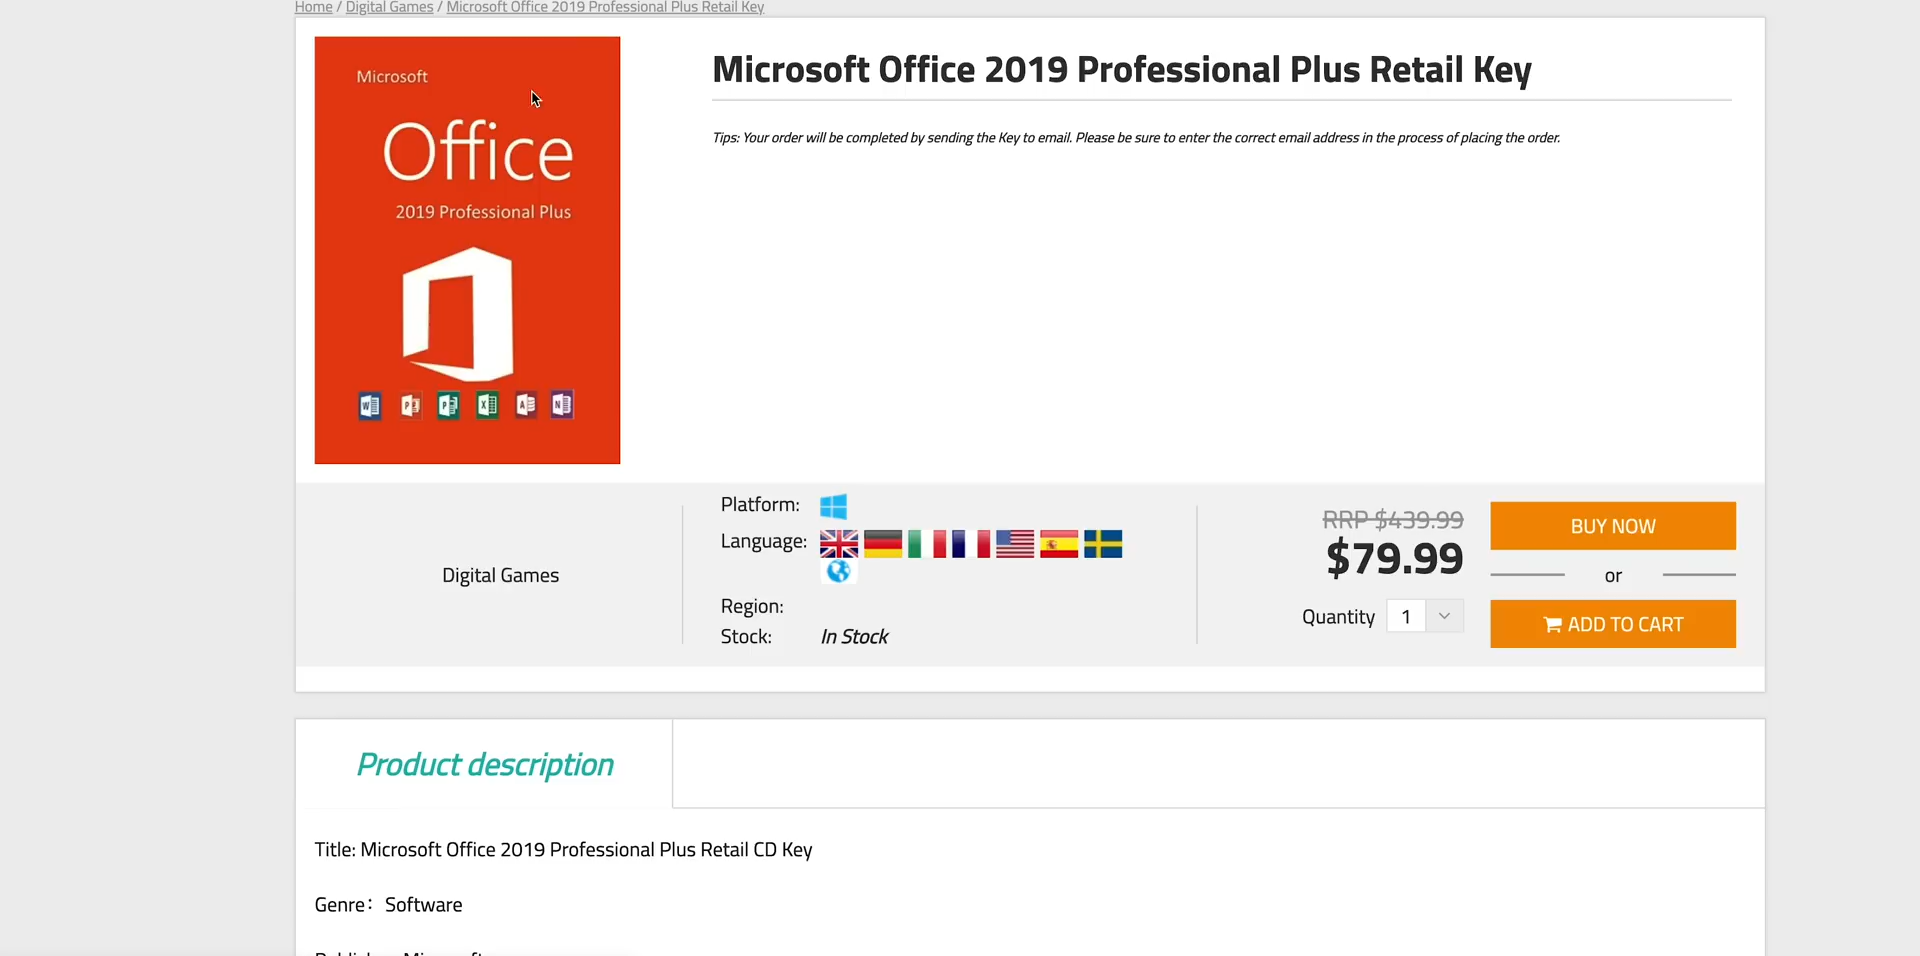 Home / Digital Games / Microsoft Office 2019 Professional Plus Retail Key
Microsoft
Office
2019 Professional Plus
Microsoft Office 2019 Professional Plus Retail Key
Tips: Your order will be completed by sending the Key to email. Please be sure to enter the correct email address in the process of placing the order.
Digital Games
Platform:
Language:
Region:
Stock: In Stock
RRP $439.99
$79.99
Quantity 1
BUY NOW
or
ADD TO CART
Product description
Title: Microsoft Office 2019 Professional Plus Retail CD Key
Genre: Software